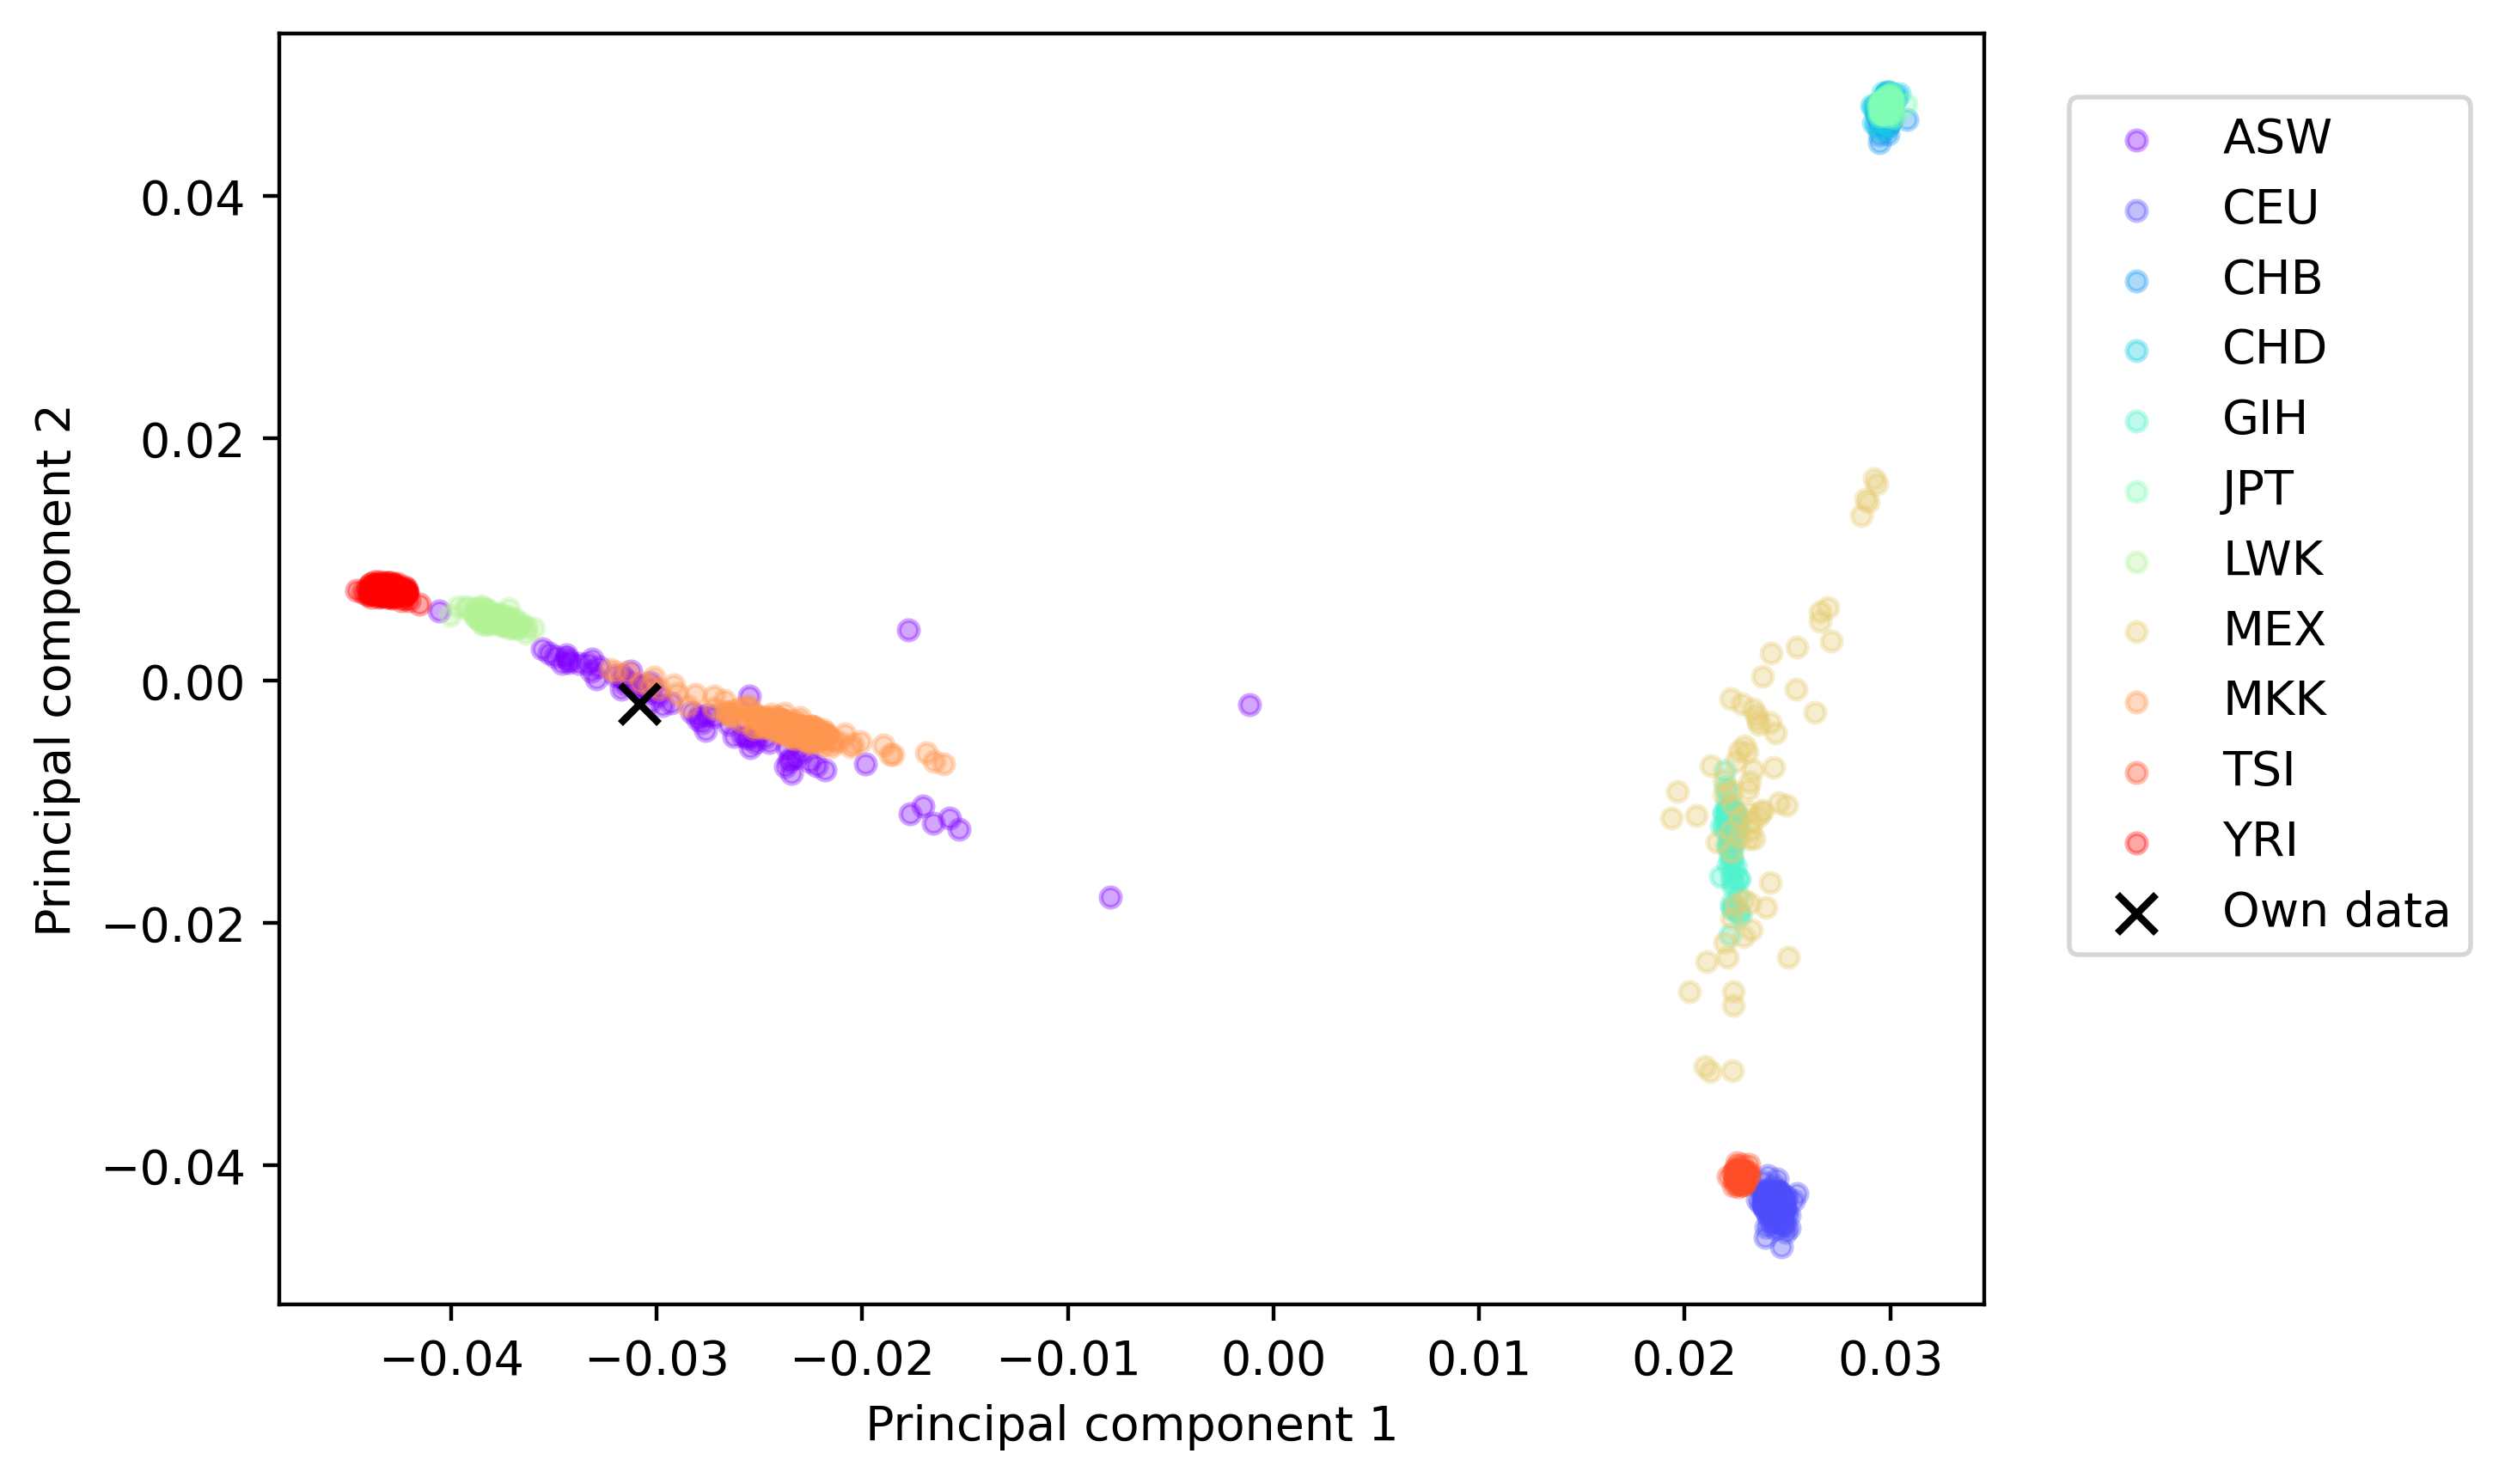 0.04
0.02
0.00
−0.02
−0.04
Principal component 2
−0.04
−0.03
−0.02
−0.01
0.00
0.01
0.02
0.03
Principal component 1
ASW
CEU
CHB
CHD
GIH
JPT
LWK
MEX
MKK
TSI
YRI
Own data